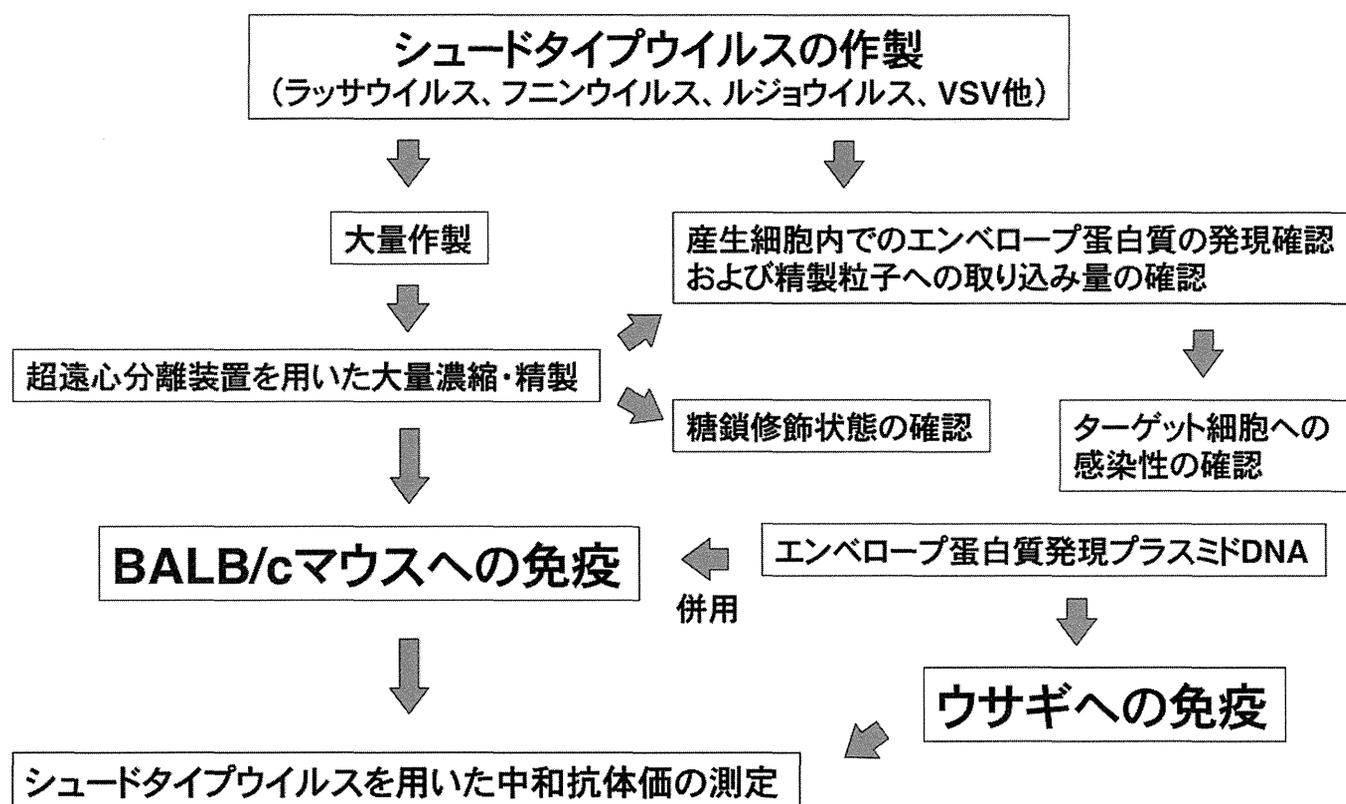 シュードタイプウイルスの作製
（ラッサウイルス、フニンウイルス、ルジョウイルス、VSV他）
大量作製
産生細胞内でのエンベロープ蛋白質の発現確認
および精製粒子への取り込み量の確認
超遠心分離装置を用いた大量濃縮・精製
糖鎖修飾状態の確認
ターゲット細胞への
感染性の確認
BALB/cマウスへの免疫
エンベロープ蛋白質発現プラスミドDNA
併用
ウサギへの免疫
シュードタイプウイルスを用いた中和抗体価の測定